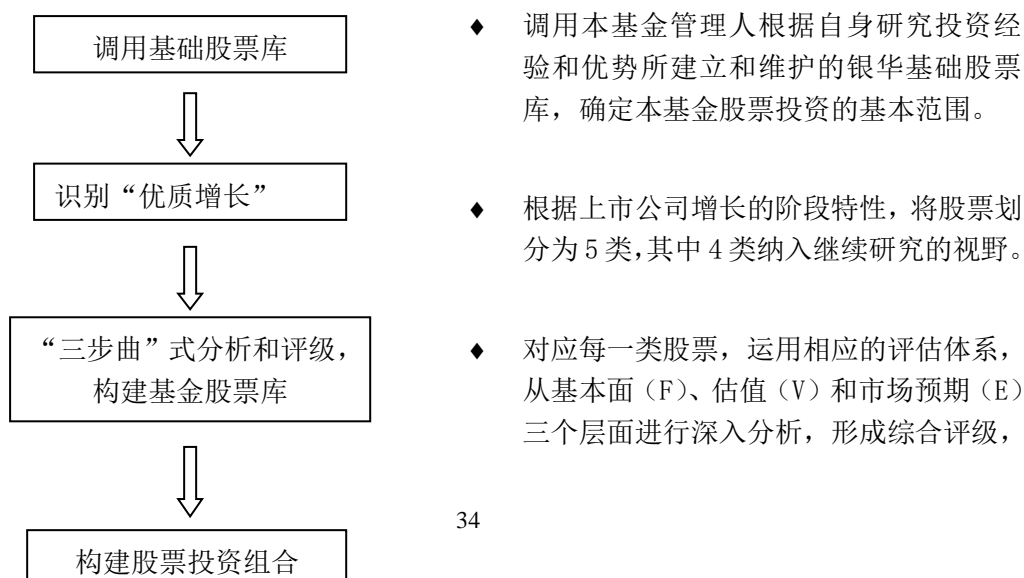 调用基础股票库
识别“优质增长”
“三步曲”式分析和评级，
构建基金股票库
构建股票投资组合
♦ 调用本基金管理人根据自身研究投资经
验和优势所建立和维护的银华基础股票
库，确定本基金股票投资的基本范围。
♦ 根据上市公司增长的阶段特性，将股票划
分为 5 类，其中 4 类纳入继续研究的视野。
♦ 对应每一类股票，运用相应的评估体系，
从基本面（F）、估值（V）和市场预期（E）
三个层面进行深入分析，形成综合评级，
34